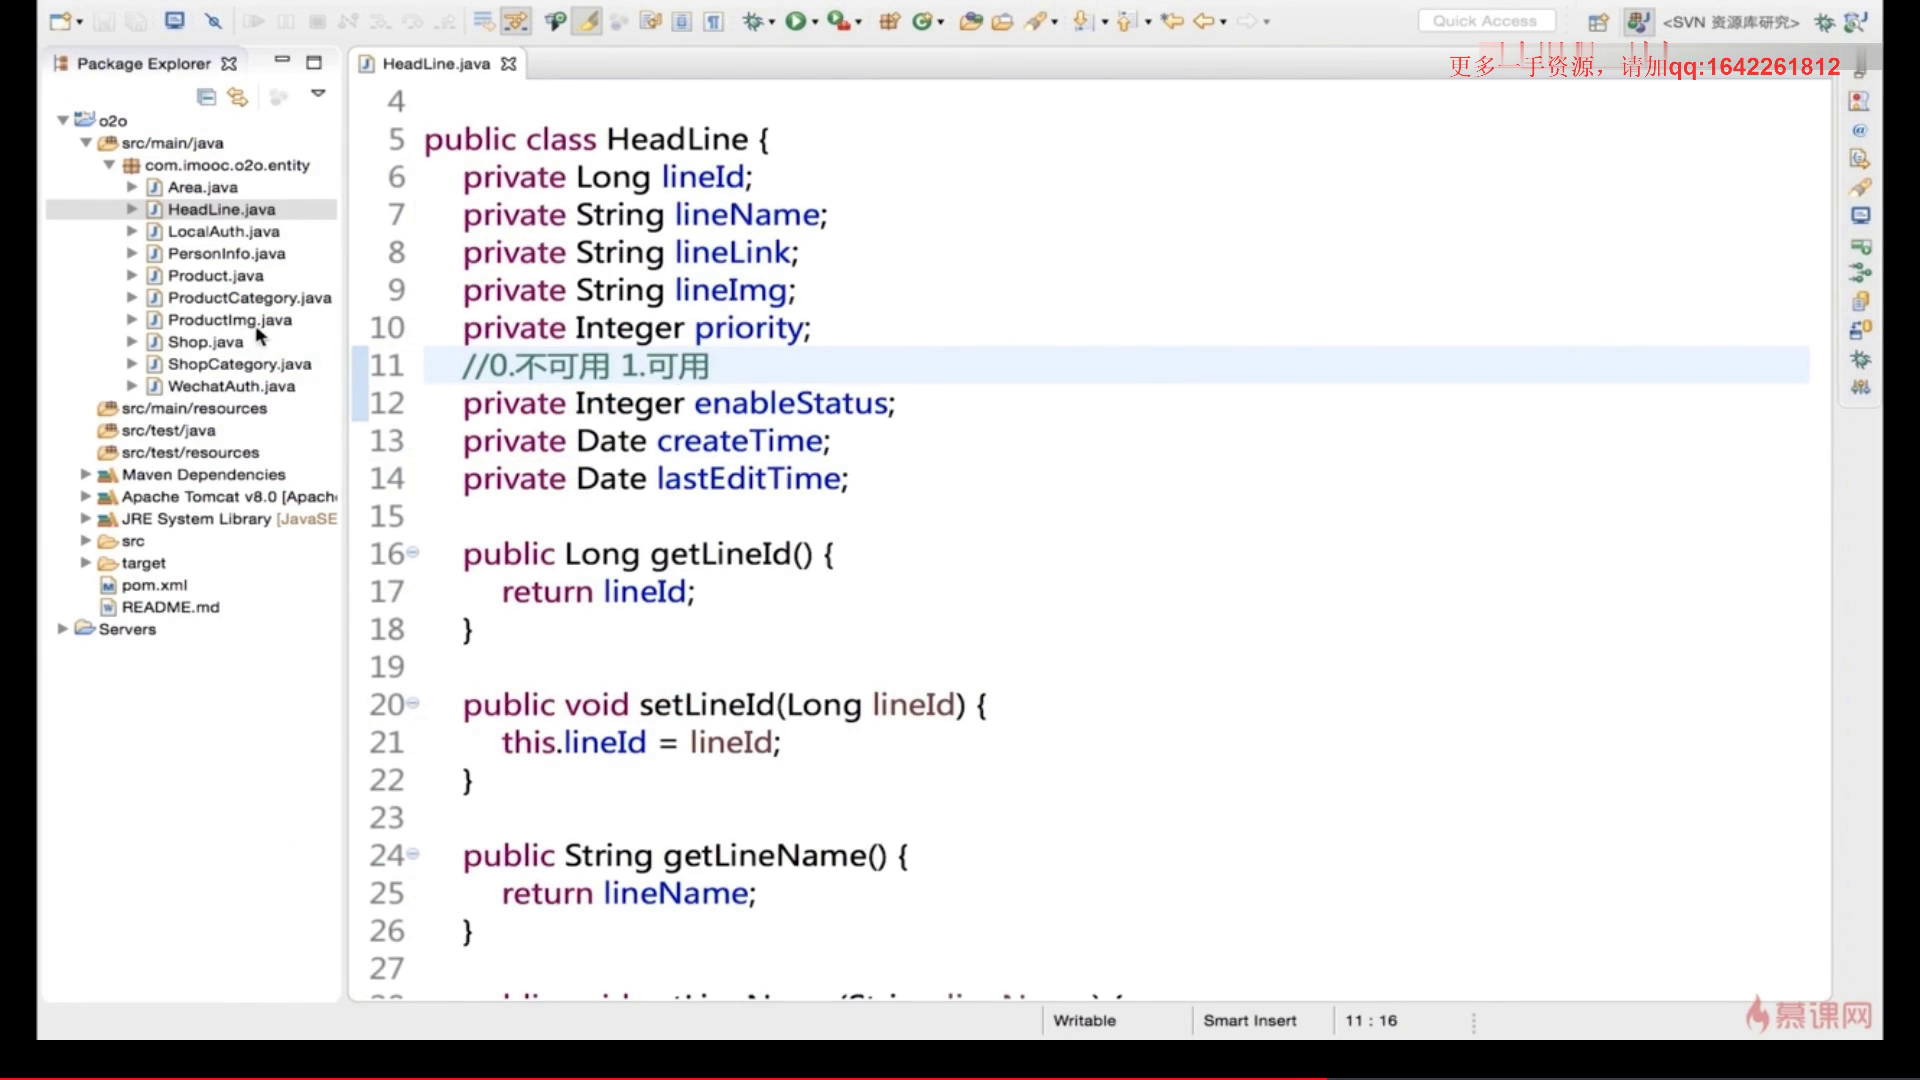 Quick Access
<SVN 资源库研究>
更多一手资源，请加qq:1642261812
Package Explorer
HeadLine.java
o2o
src/main/java
com.imooc.o2o.entity
Area.java
HeadLine.java
LocalAuth.java
PersonInfo.java
Product.java
ProductCategory.java
ProductImg.java
Shop.java
ShopCategory.java
WechatAuth.java
src/main/resources
src/test/java
src/test/resources
Maven Dependencies
Apache Tomcat v8.0 [Apach
JRE System Library [JavaSE
src
target
pom.xml
README.md
Servers
4
5 public class HeadLine {
6 private Long lineId;
7 private String lineName;
8 private String lineLink;
9 private String lineImg;
10 private Integer priority;
11 //0.不可用 1.可用
12 private Integer enableStatus;
13 private Date createTime;
14 private Date lastEditTime;
15
16 public Long getLineId() {
17 return lineId;
18 }
19
20 public void setLineId(Long lineId) {
21 this.lineId = lineId;
22 }
23
24 public String getLineName() {
25 return lineName;
26 }
27
Writable
Smart Insert
11 : 16
慕课网